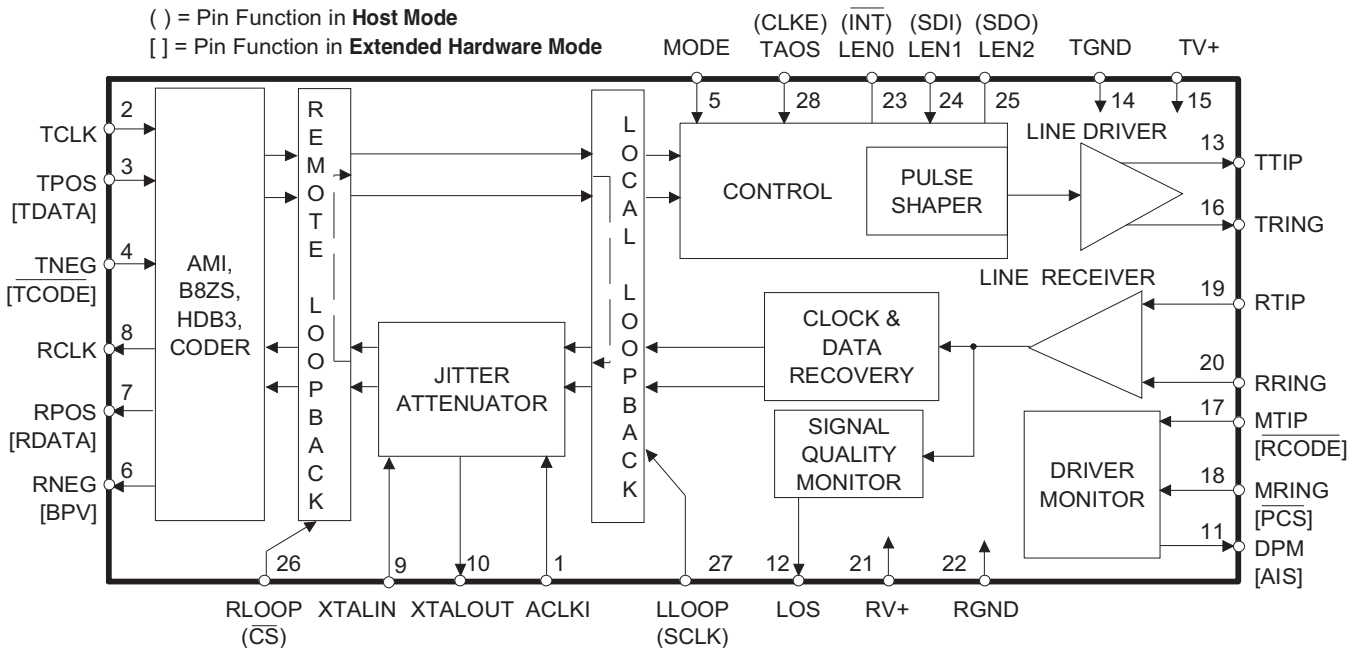 ( ) = Pin Function in Host Mode
[ ] = Pin Function in Extended Hardware Mode
MODE
(CLKE)
TAOS
(INT)
LEN0
(SDI)
LEN1
(SDO)
LEN2
TGND
TV+
5
28
23
24
25
14
15
2
TCLK
3
TPOS
[TDATA]
4
TNEG
[TCODE]
8
RCLK
7
RPOS
[RDATA]
6
RNEG
[BPV]
AMI,
B8ZS,
HDB3,
CODER
REMOTE LOOPBACK
JITTER
ATTENUATOR
LOCAL LOOPBACK
CONTROL
PULSE
SHAPER
LINE DRIVER
13
TTIP
16
TRING
LINE RECEIVER
19
RTIP
20
RRING
CLOCK &
DATA
RECOVERY
SIGNAL
QUALITY
MONITOR
DRIVER
MONITOR
17
MTIP
[RCODE]
18
MRING
[PCS]
11
DPM
[AIS]
26
9
10
1
27
12
21
22
RLOOP
(CS)
XTALIN
XTALOUT
ACLKI
LLOOP
(SCLK)
LOS
RV+
RGND